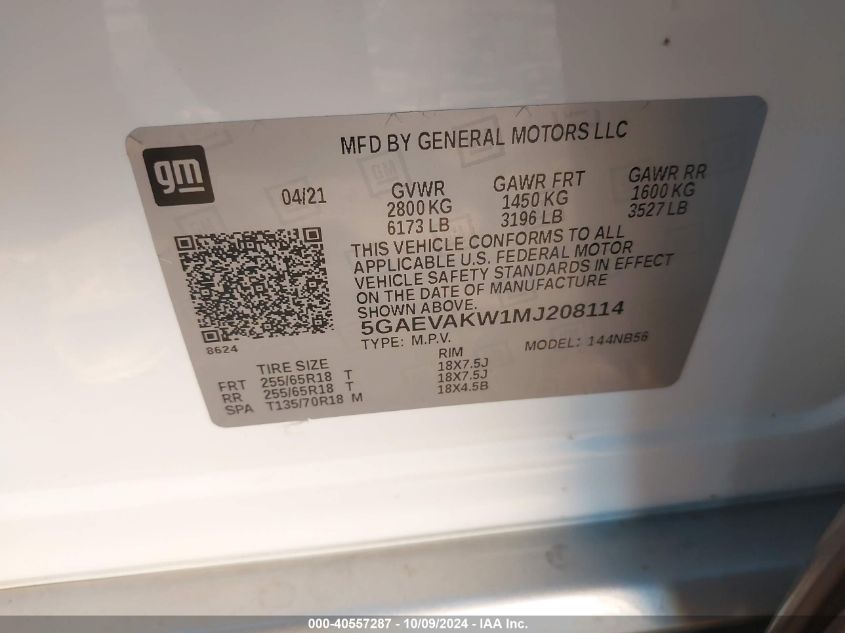 MFD BY GENERAL MOTORS LLC
gm
04/21
GVWR
2800 KG
6173 LB
GAWR FRT
1450 KG
3196 LB
GAWR RR
1600 KG
3527 LB
THIS VEHICLE CONFORMS TO ALL
APPLICABLE U.S. FEDERAL MOTOR
VEHICLE SAFETY STANDARDS IN EFFECT
ON THE DATE OF MANUFACTURE
SHOWN ABOVE.
5GAEVAKW1MJ208114
TYPE: M.P.V.
MODEL: 144NB56
8624
TIRE SIZE
RIM
FRT 255/65R18 T 18X7.5J
RR 255/65R18 T 18X7.5J
SPA T135/70R18 M 18X4.5B
000-40557287 - 10/09/2024 - IAA Inc.